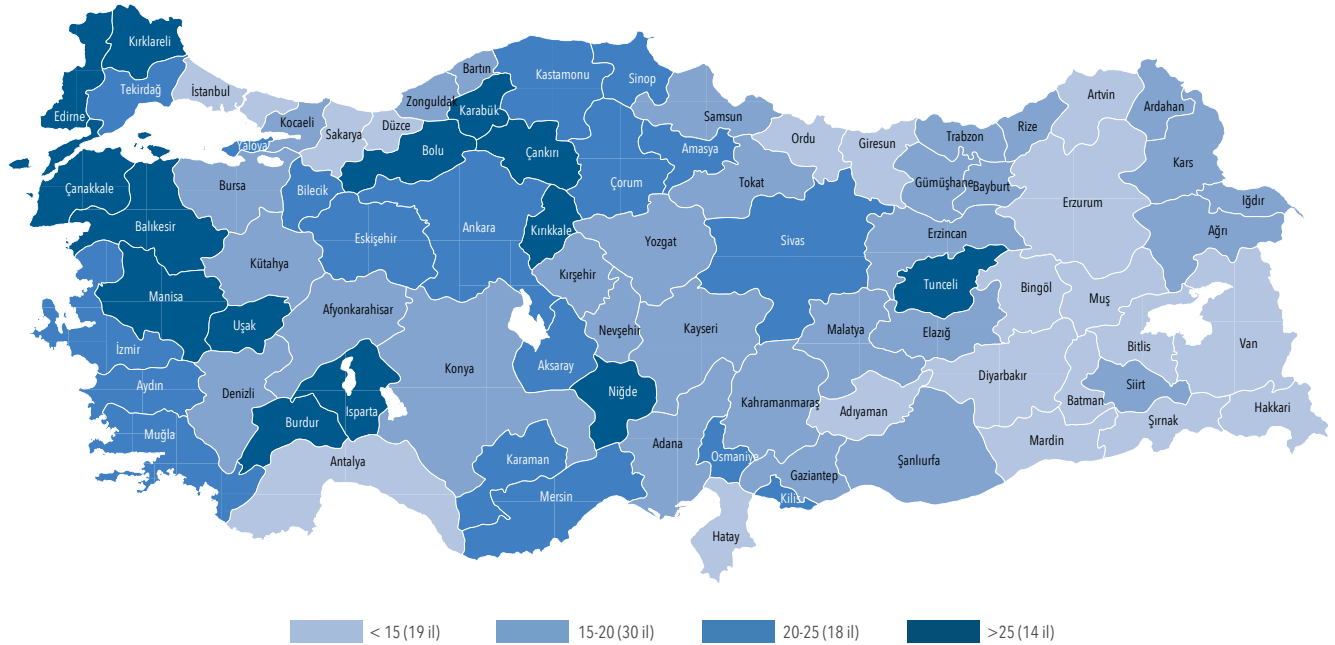 Kırklareli
Edirne
Tekirdağ
İstanbul
Kocaeli
Yalova
Sakarya
Düzce
Zonguldak
Bartın
Karabük
Kastamonu
Sinop
Samsun
Ordu
Giresun
Trabzon
Rize
Artvin
Ardahan
Çanakkale
Balıkesir
Bursa
Bilecik
Bolu
Çankırı
Çorum
Amasya
Tokat
Gümüşhane
Bayburt
Erzurum
Kars
Iğdır
Ağrı
Eskişehir
Ankara
Kırıkkale
Yozgat
Sivas
Erzincan
Kütahya
Manisa
Uşak
Afyonkarahisar
Kırşehir
Nevşehir
Kayseri
Malatya
Tunceli
Elazığ
Bingöl
Muş
Bitlis
Van
İzmir
Aydın
Denizli
Isparta
Burdur
Konya
Aksaray
Niğde
Kahramanmaraş
Adıyaman
Diyarbakır
Batman
Siirt
Şırnak
Hakkari
Muğla
Antalya
Karaman
Mersin
Adana
Osmaniye
Gaziantep
Kilis
Şanlıurfa
Mardin
Hatay
< 15 (19 il)
15-20 (30 il)
20-25 (18 il)
>25 (14 il)